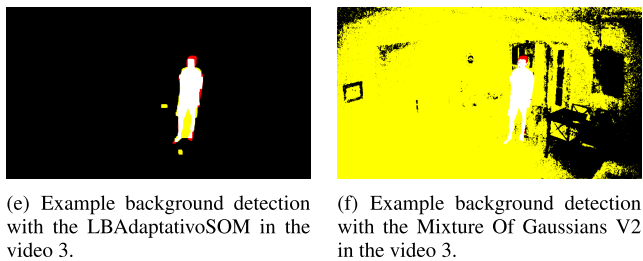 (e) Example background detection
with the LBAdaptativoSOM in the
video 3.
(f) Example background detection
with the Mixture Of Gaussians V2
in the video 3.